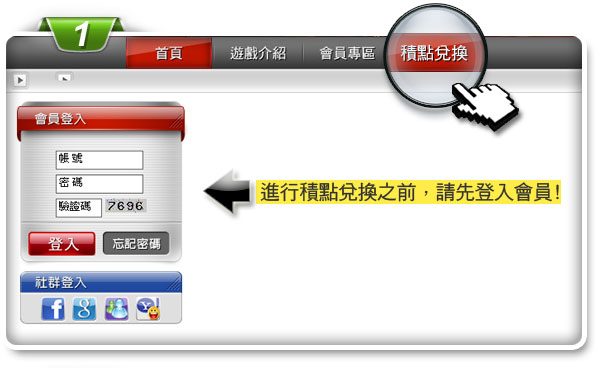 1
首頁 遊戲介紹 會員專區 積點兌換
會員登入
帳號
密碼
驗證碼 7696
登入 忘記密碼
進行積點兌換之前，請先登入會員!
社群登入
f g Y!